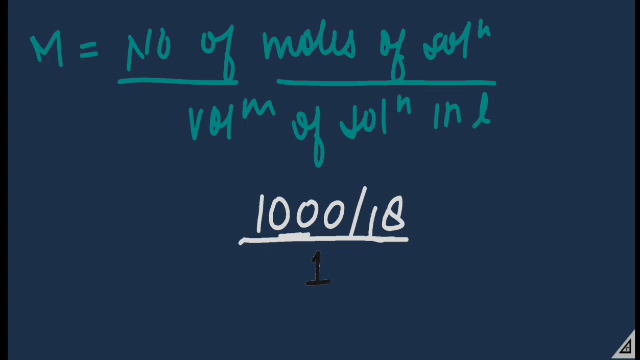 M = No of moles of solⁿ
volᵐ of solⁿ in l
1000/18
1